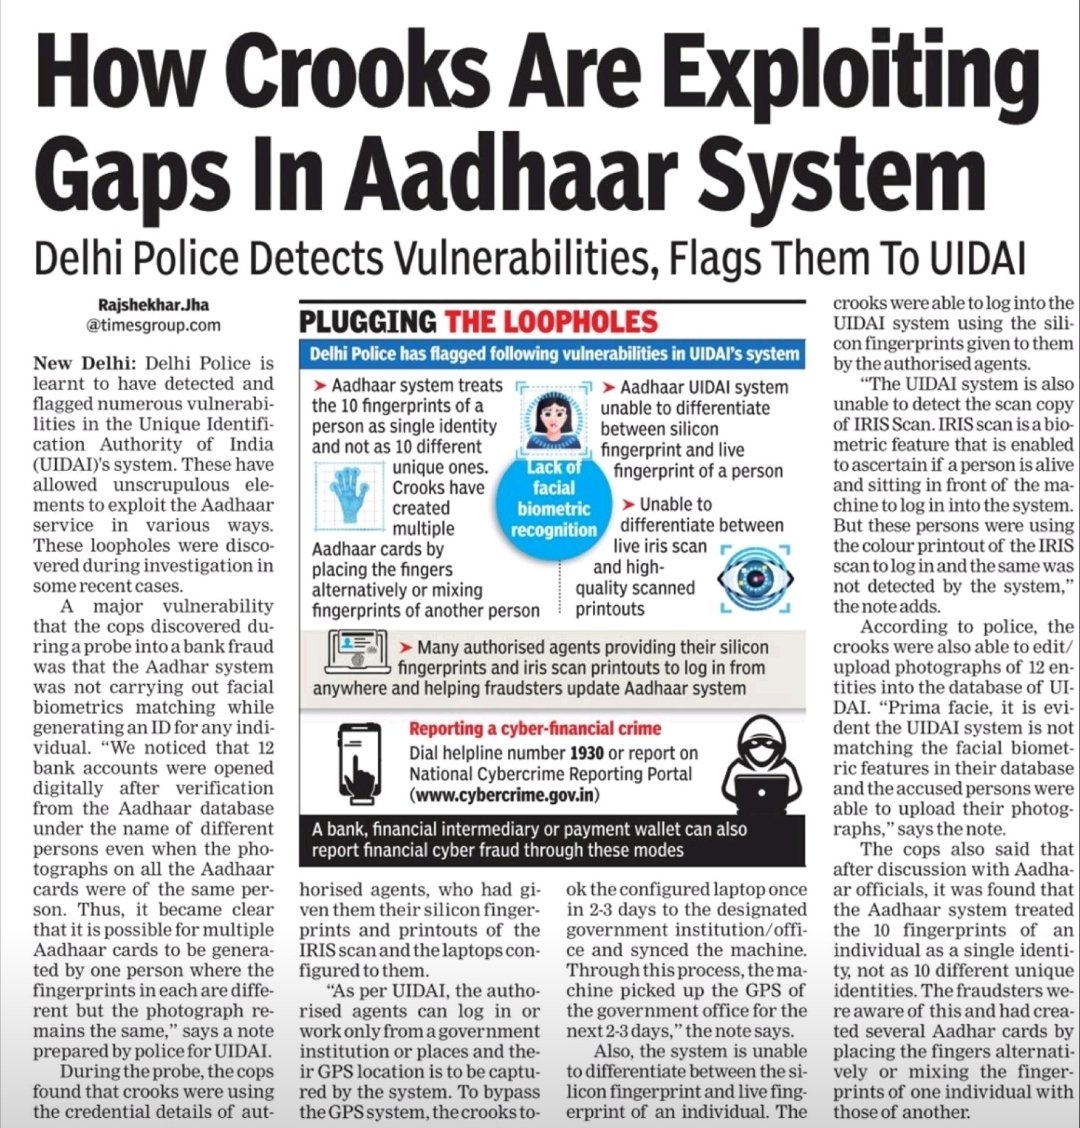 How Crooks Are Exploiting
Gaps In Aadhaar System
Delhi Police Detects Vulnerabilities, Flags Them To UIDAI
Rajshekhar.Jha
@timesgroup.com
New Delhi: Delhi Police is
learnt to have detected and
flagged numerous vulnerabi-
lities in the Unique Identifi-
cation Authority of India
(UIDAI)'s system. These have
allowed unscrupulous ele-
ments to exploit the Aadhaar
service in various ways.
These loopholes were disco-
vered during investigation in
some recent cases.
A major vulnerability
that the cops discovered du-
ring a probe into a bank fraud
was that the Aadhar system
was not carrying out facial
biometrics matching while
generating an ID for any indi-
vidual. “We noticed that 12
bank accounts were opened
digitally after verification
from the Aadhaar database
under the name of different
persons even when the pho-
tographs on all the Aadhaar
cards were of the same per-
son. Thus, it became clear
that it is possible for multiple
Aadhaar cards to be genera-
ted by one person where the
fingerprints in each are diffe-
rent but the photograph re-
mains the same,” says a note
prepared by police for UIDAI.
During the probe, the cops
found that crooks were using
the credential details of aut-
PLUGGING THE LOOPHOLES
Delhi Police has flagged following vulnerabilities in UIDAI's system
➤ Aadhaar system treats
the 10 fingerprints of a
person as single identity
and not as 10 different
unique ones.
Crooks have
created
multiple
Aadhaar cards by
placing the fingers
alternatively or mixing
fingerprints of another person
Lack of
facial
biometric
recognition
➤ Aadhaar UIDAI system
unable to differentiate
between silicon
fingerprint and live
fingerprint of a person
➤ Unable to
differentiate between
live iris scan
and high-
quality scanned
printouts
➤ Many authorised agents providing their silicon
fingerprints and iris scan printouts to log in from
anywhere and helping fraudsters update Aadhaar system
Reporting a cyber-financial crime
Dial helpline number 1930 or report on
National Cybercrime Reporting Portal
(www.cybercrime.gov.in)
A bank, financial intermediary or payment wallet can also
report financial cyber fraud through these modes
horised agents, who had gi-
ven them their silicon finger-
prints and printouts of the
IRIS scan and the laptops con-
figured to them.
“As per UIDAI, the autho-
rised agents can log in or
work only from a government
institution or places and the-
ir GPS location is to be captu-
red by the system. To bypass
the GPS system, the crooks to-
ok the configured laptop once
in 2-3 days to the designated
government institution/offi-
ce and synced the machine.
Through this process, the ma-
chine picked up the GPS of
the government office for the
next 2-3 days,” the note says.
Also, the system is unable
to differentiate between the si-
licon fingerprint and live fing-
erprint of an individual. The
crooks were able to log into the
UIDAI system using the sili-
con fingerprints given to them
by the authorised agents.
“The UIDAI system is also
unable to detect the scan copy
of IRIS Scan. IRIS scan is a bio-
metric feature that is enabled
to ascertain if a person is alive
and sitting in front of the ma-
chine to log in into the system.
But these persons were using
the colour printout of the IRIS
scan to log in and the same was
not detected by the system,”
the note adds.
According to police, the
crooks were also able to edit/
upload photographs of 12 en-
tities into the database of UI-
DAI. “Prima facie, it is evi-
dent the UIDAI system is not
matching the facial biomet-
ric features in their database
and the accused persons were
able to upload their photog-
raphs,” says the note.
The cops also said that
after discussion with Aadha-
ar officials, it was found that
the Aadhaar system treated
the 10 fingerprints of an
individual as a single identi-
ty, not as 10 different unique
identities. The fraudsters we-
re aware of this and had crea-
ted several Aadhar cards by
placing the fingers alternati-
vely or mixing the finger-
prints of one individual with
those of another.